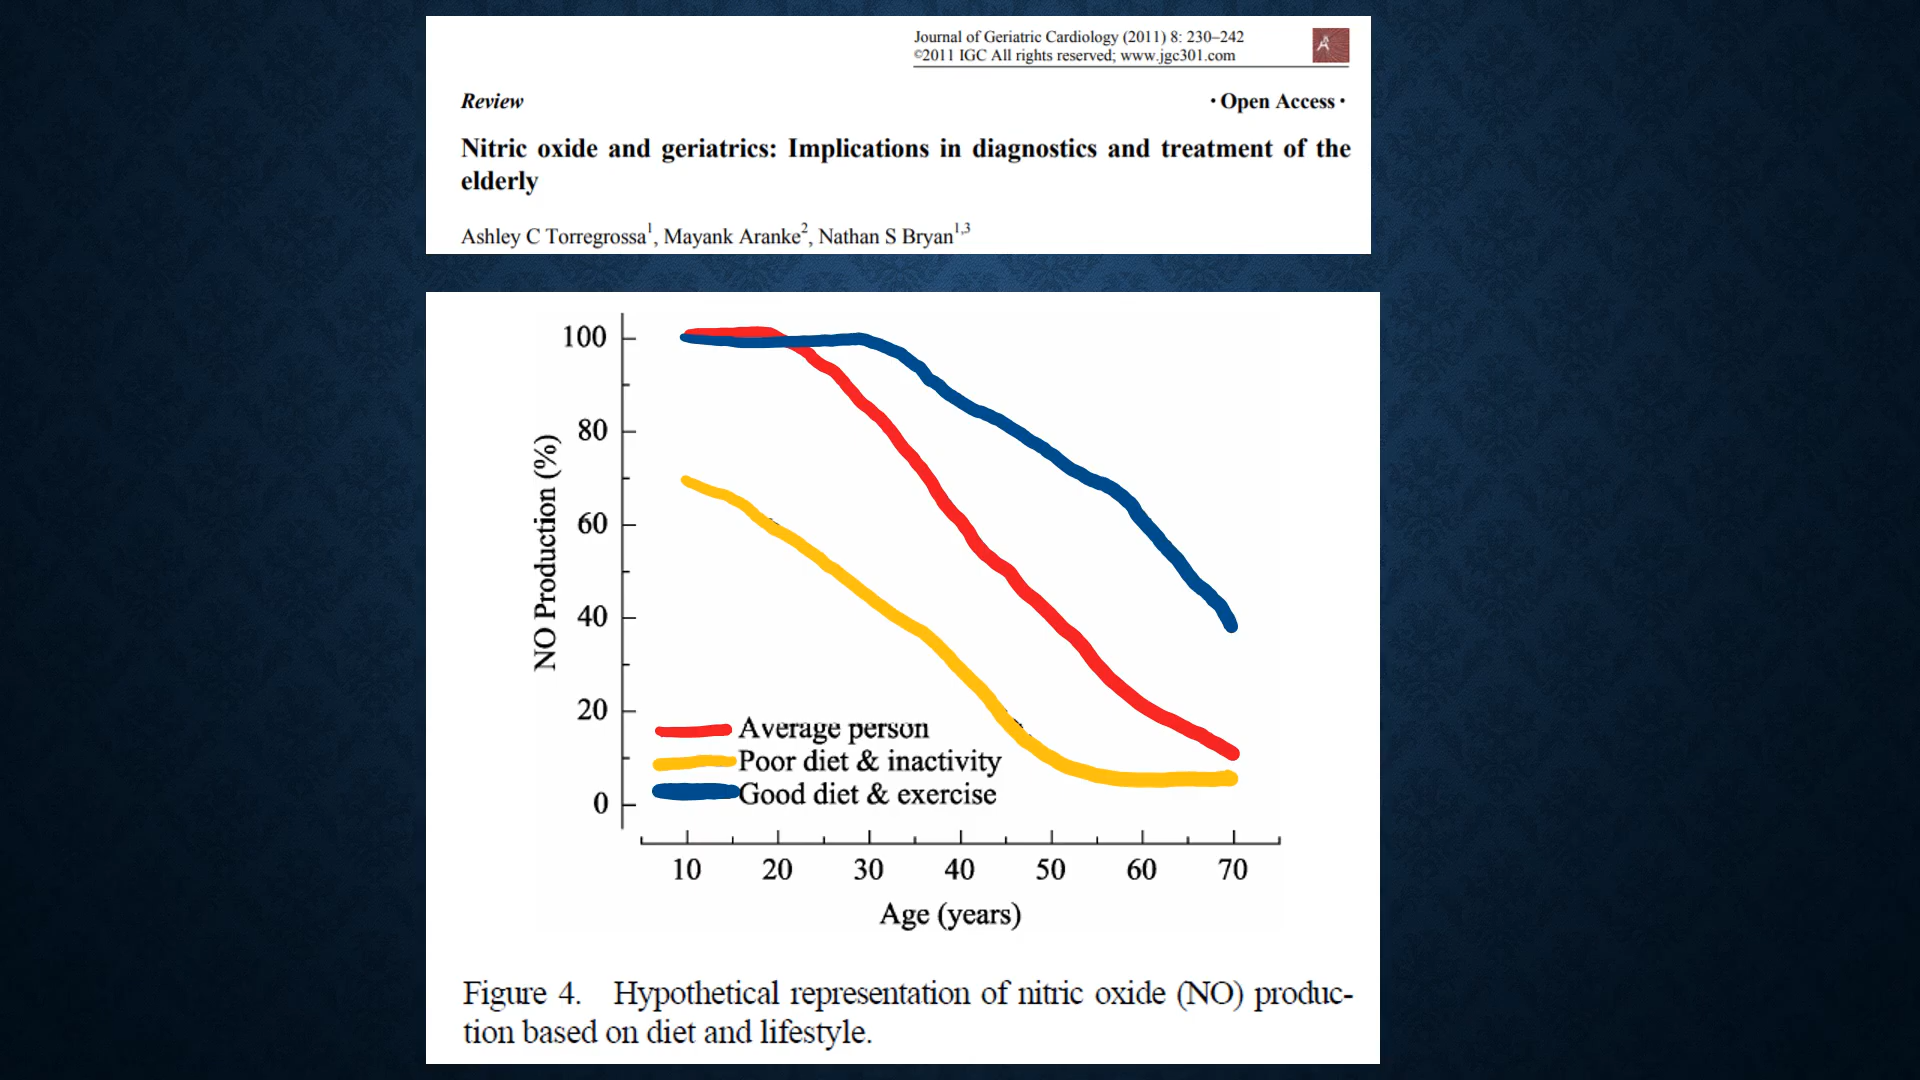 Journal of Geriatric Cardiology (2011) 8: 230–242
©2011 IGC All rights reserved; www.jgc301.com
Review
· Open Access ·
Nitric oxide and geriatrics: Implications in diagnostics and treatment of the
elderly
Ashley C Torregrossa1, Mayank Aranke2, Nathan S Bryan1,3
100
80
60
40
20
0
NO Production (%)
Average person
Poor diet & inactivity
Good diet & exercise
10 20 30 40 50 60 70
Age (years)
Figure 4. Hypothetical representation of nitric oxide (NO) produc-
tion based on diet and lifestyle.